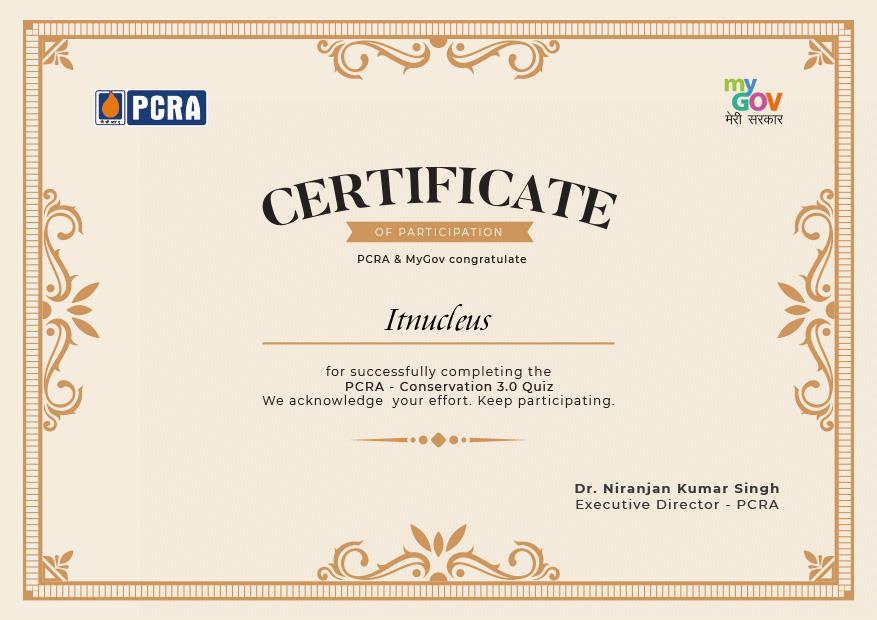 PCRA
my
GOV
मेरी सरकार
CERTIFICATE
OF PARTICIPATION
PCRA & MyGov congratulate
Itnucleus
for successfully completing the
PCRA - Conservation 3.0 Quiz
We acknowledge  your effort. Keep participating.
Dr. Niranjan Kumar Singh
Executive Director - PCRA